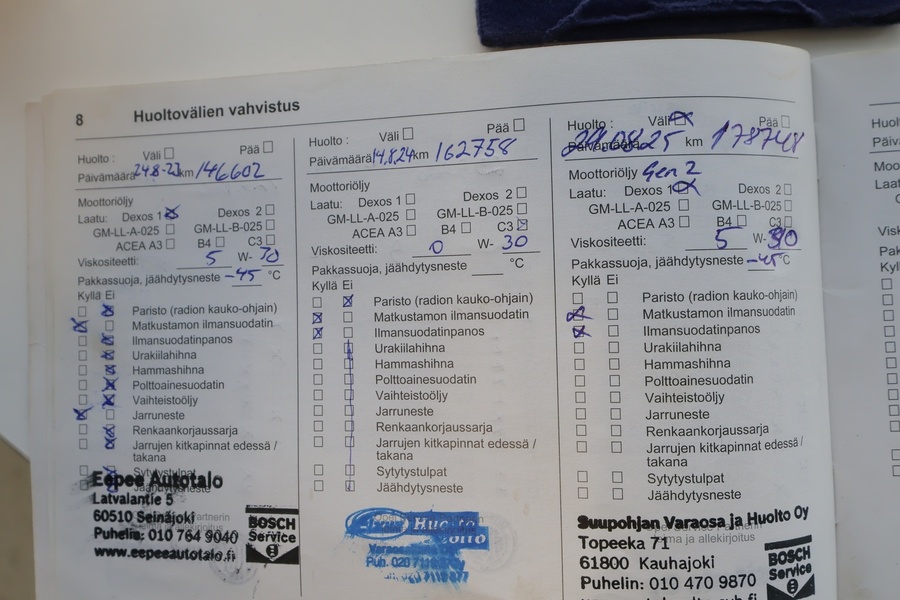 8 Huoltovälien vahvistus
Huolto : Väli Pää
Päivämäärä km 146602
Moottoriöljy
Laatu: Dexos 1 Dexos 2
GM-LL-A-025 GM-LL-B-025
ACEA A3 B4 C3
Viskositeetti: 5 W- 30
Pakkassuoja, jäähdytysneste -45 °C
Kyllä Ei
Paristo (radion kauko-ohjain)
Matkustamon ilmansuodatin
Ilmansuodatinpanos
Urakiilahihna
Hammashihna
Polttoainesuodatin
Vaihteistoöljy
Jarruneste
Renkaankorjaussarja
Jarrujen kitkapinnat edessä /
takana
Sytytystulpat
Jäähdytysneste
Eepee Autotalo
Latvalantie 5
60510 Seinäjoki
Puhelin: 010 764 9040
www.eepeeautotalo.fi
BOSCH
Service
Huolto : Väli Pää
Päivämäärä 14.8.24 km 162758
Moottoriöljy
Laatu: Dexos 1 Dexos 2
GM-LL-A-025 GM-LL-B-025
ACEA A3 B4 C3
Viskositeetti: 0 W- 30
Pakkassuoja, jäähdytysneste °C
Kyllä Ei
Paristo (radion kauko-ohjain)
Matkustamon ilmansuodatin
Ilmansuodatinpanos
Urakiilahihna
Hammashihna
Polttoainesuodatin
Vaihteistoöljy
Jarruneste
Renkaankorjaussarja
Jarrujen kitkapinnat edessä /
takana
Sytytystulpat
Jäähdytysneste
Huolto
Huolto : Väli Pää
Päivämäärä km
Moottoriöljy Gen 2
Laatu: Dexos 1 Dexos 2
GM-LL-A-025 GM-LL-B-025
ACEA A3 B4 C3
Viskositeetti: 5 W- 30
Pakkassuoja, jäähdytysneste -45 °C
Kyllä Ei
Paristo (radion kauko-ohjain)
Matkustamon ilmansuodatin
Ilmansuodatinpanos
Urakiilahihna
Hammashihna
Polttoainesuodatin
Vaihteistoöljy
Jarruneste
Renkaankorjaussarja
Jarrujen kitkapinnat edessä /
takana
Sytytystulpat
Jäähdytysneste
Suupohjan Varaosa ja Huolto Oy
Topeeka 71
ja allekirjoitus
61800 Kauhajoki
Puhelin: 010 470 9870
BOSCH
Service